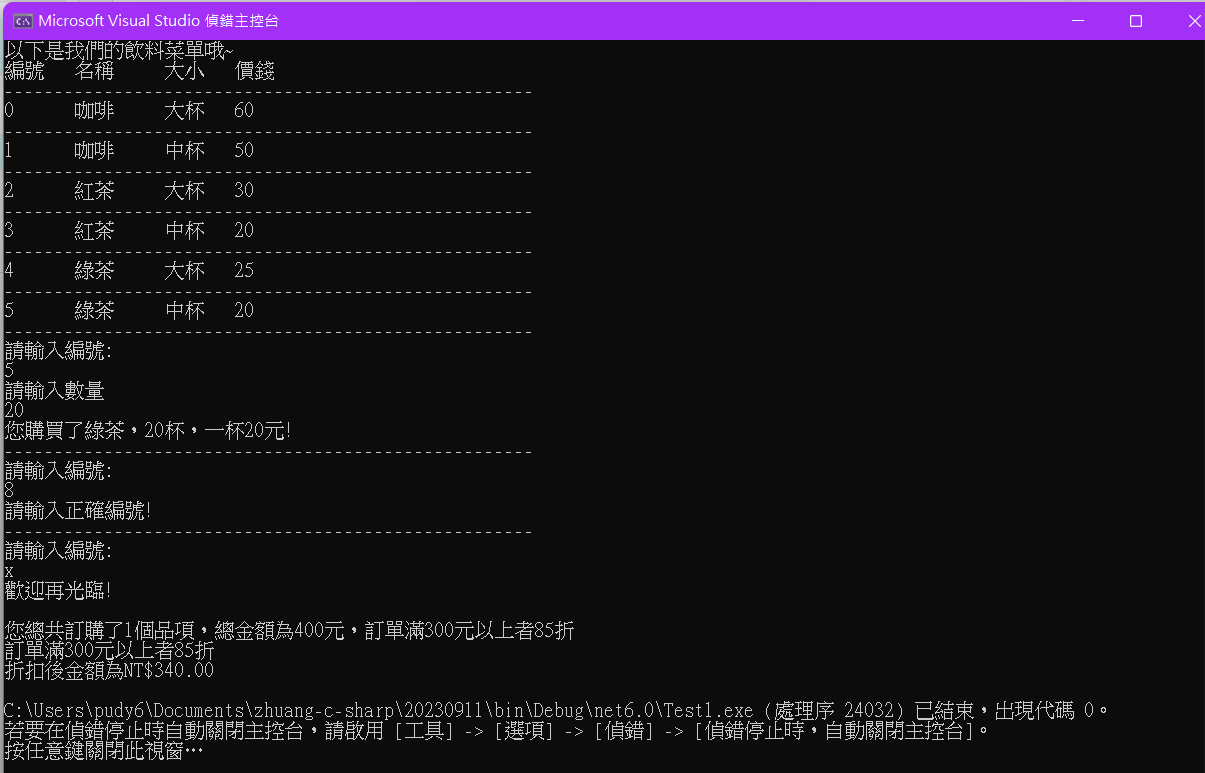 Microsoft Visual Studio 偵錯主控台
以下是我們的飲料菜單哦~
編號 名稱 大小 價錢
-----------------------------------------------------
0 咖啡 大杯 60
-----------------------------------------------------
1 咖啡 中杯 50
-----------------------------------------------------
2 紅茶 大杯 30
-----------------------------------------------------
3 紅茶 中杯 20
-----------------------------------------------------
4 綠茶 大杯 25
-----------------------------------------------------
5 綠茶 中杯 20
-----------------------------------------------------
請輸入編號:
5
請輸入數量
20
您購買了綠茶，20杯，一杯20元!
-----------------------------------------------------
請輸入編號:
8
請輸入正確編號!
-----------------------------------------------------
請輸入編號:
x
歡迎再光臨!
您總共訂購了1個品項，總金額為400元，訂單滿300元以上者85折
訂單滿300元以上者85折
折扣後金額為NT$340.00
C:\Users\pudy6\Documents\zhuang-c-sharp\20230911\bin\Debug\net6.0\Test1.exe (處理序 24032) 已結束，出現代碼 0。
若要在偵錯停止時自動關閉主控台，請啟用 [工具] -> [選項] -> [偵錯] -> [偵錯停止時，自動關閉主控台]。
按任意鍵關閉此視窗…